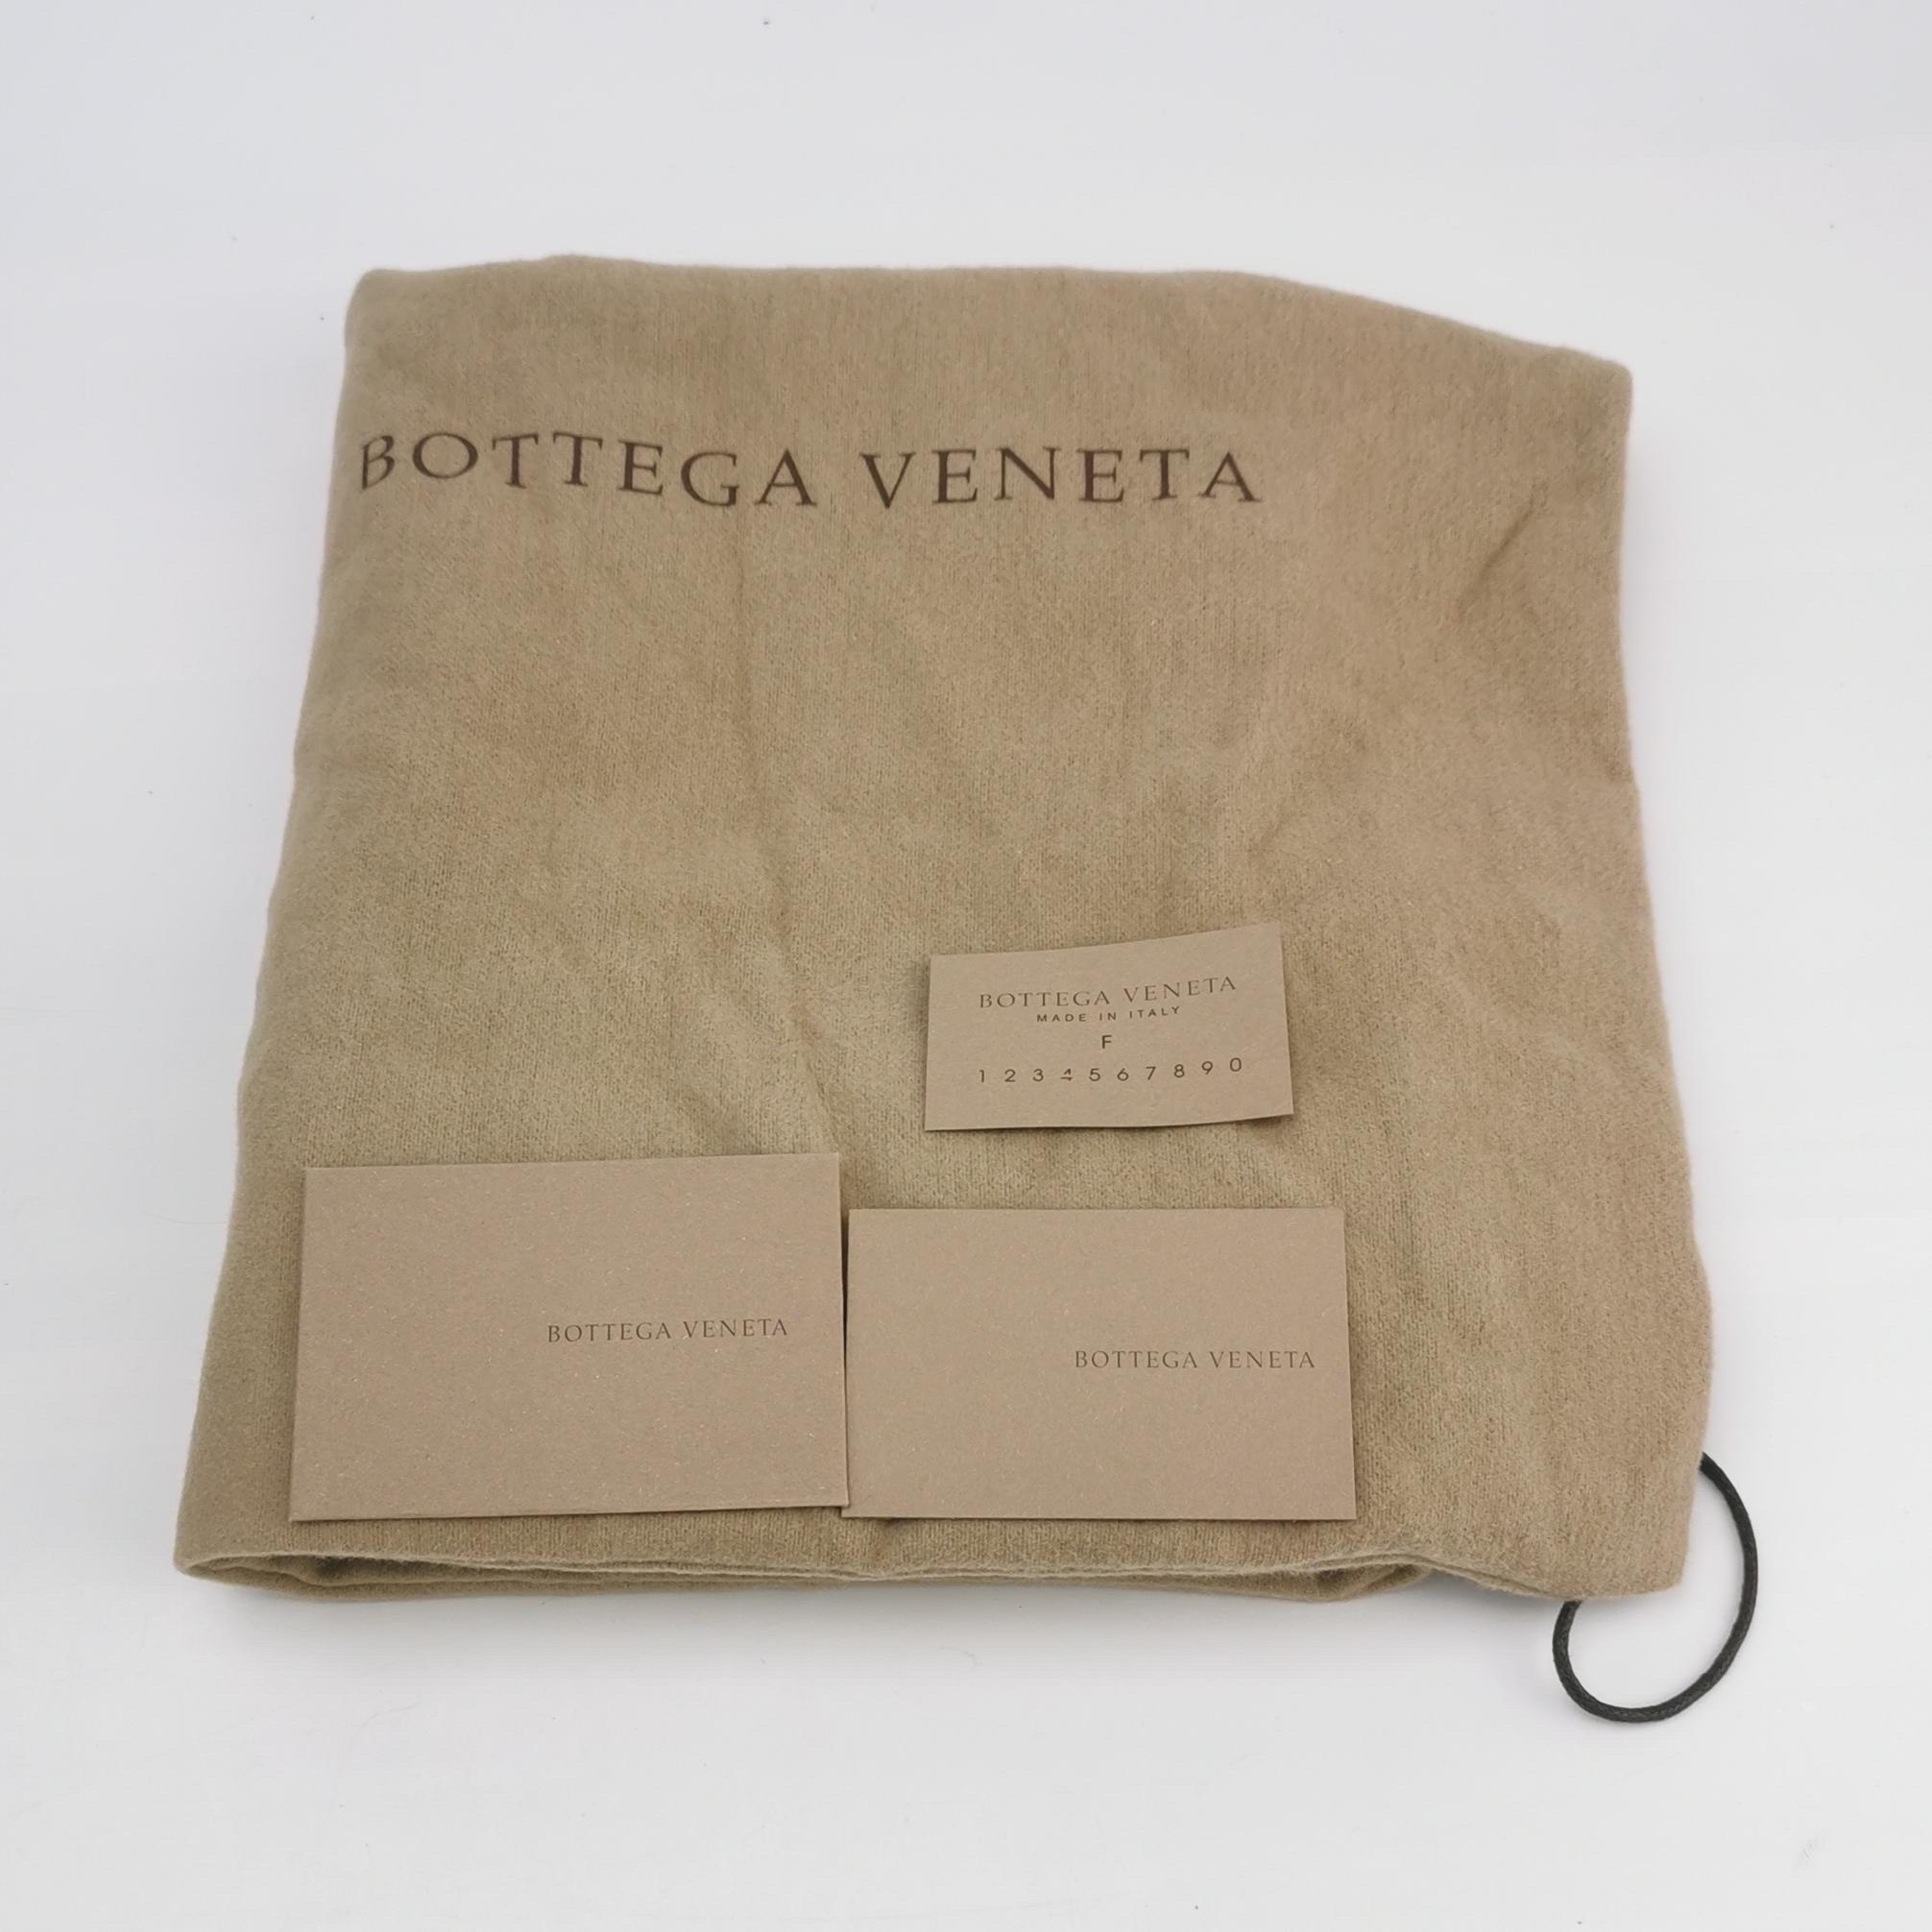 BOTTEGA VENETA
BOTTEGA VENETA
MADE IN ITALY
F
1 2 3 4 5 6 7 8 9 0
BOTTEGA VENETA
BOTTEGA VENETA